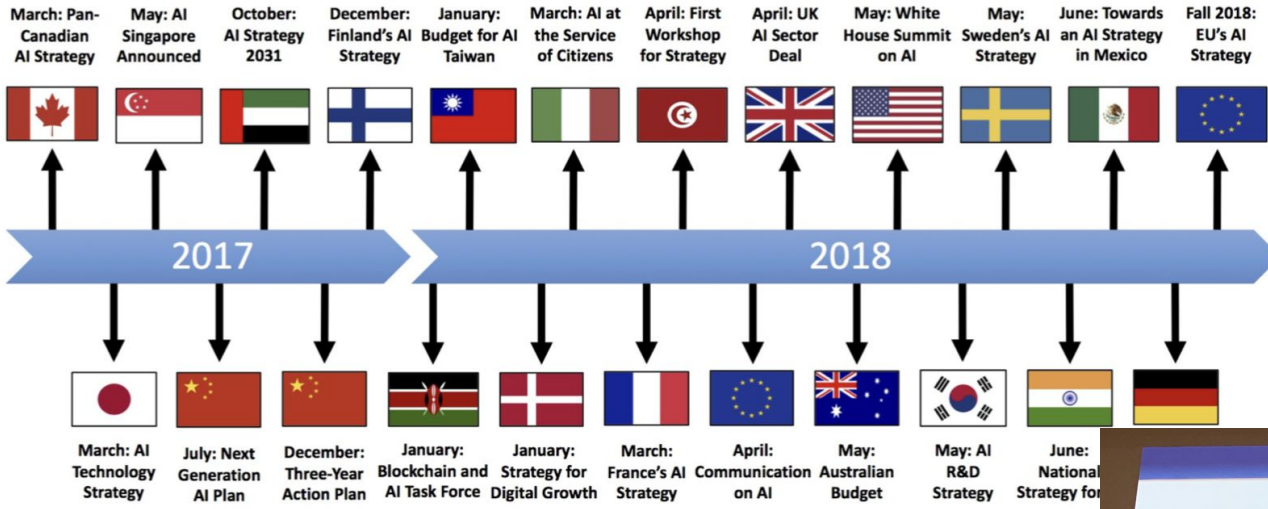 March: Pan-
Canadian
AI Strategy
May: AI
Singapore
Announced
October:
AI Strategy
2031
December:
Finland's AI
Strategy
January:
Budget for AI
Taiwan
March: AI at
the Service
of Citizens
April: First
Workshop
for Strategy
April: UK
AI Sector
Deal
May: White
House Summit
on AI
May:
Sweden's AI
Strategy
June: Towards
an AI Strategy
in Mexico
Fall 2018:
EU's AI
Strategy
2017
2018
March: AI
Technology
Strategy
July: Next
Generation
AI Plan
December:
Three-Year
Action Plan
January:
Blockchain and
AI Task Force
January:
Strategy for
Digital Growth
March:
France's AI
Strategy
April:
Communication
on AI
May:
Australian
Budget
May: AI
R&D
Strategy
June:
National
Strategy for